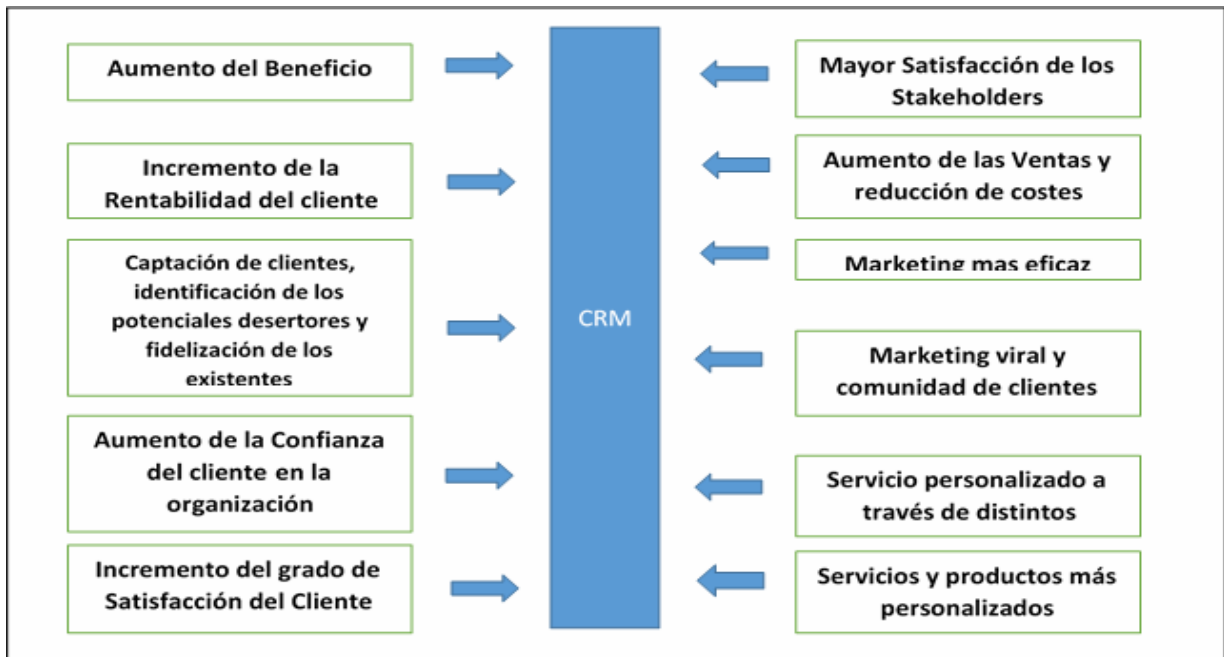 Aumento del Beneficio
Incremento de la
Rentabilidad del cliente
Captación de clientes,
identificación de los
potenciales desertores y
fidelización de los
existentes
Aumento de la Confianza
del cliente en la
organización
Incremento del grado de
Satisfacción del Cliente
CRM
Mayor Satisfacción de los
Stakeholders
Aumento de las Ventas y
reducción de costes
Marketing mas eficaz
Marketing viral y
comunidad de clientes
Servicio personalizado a
través de distintos
Servicios y productos más
personalizados